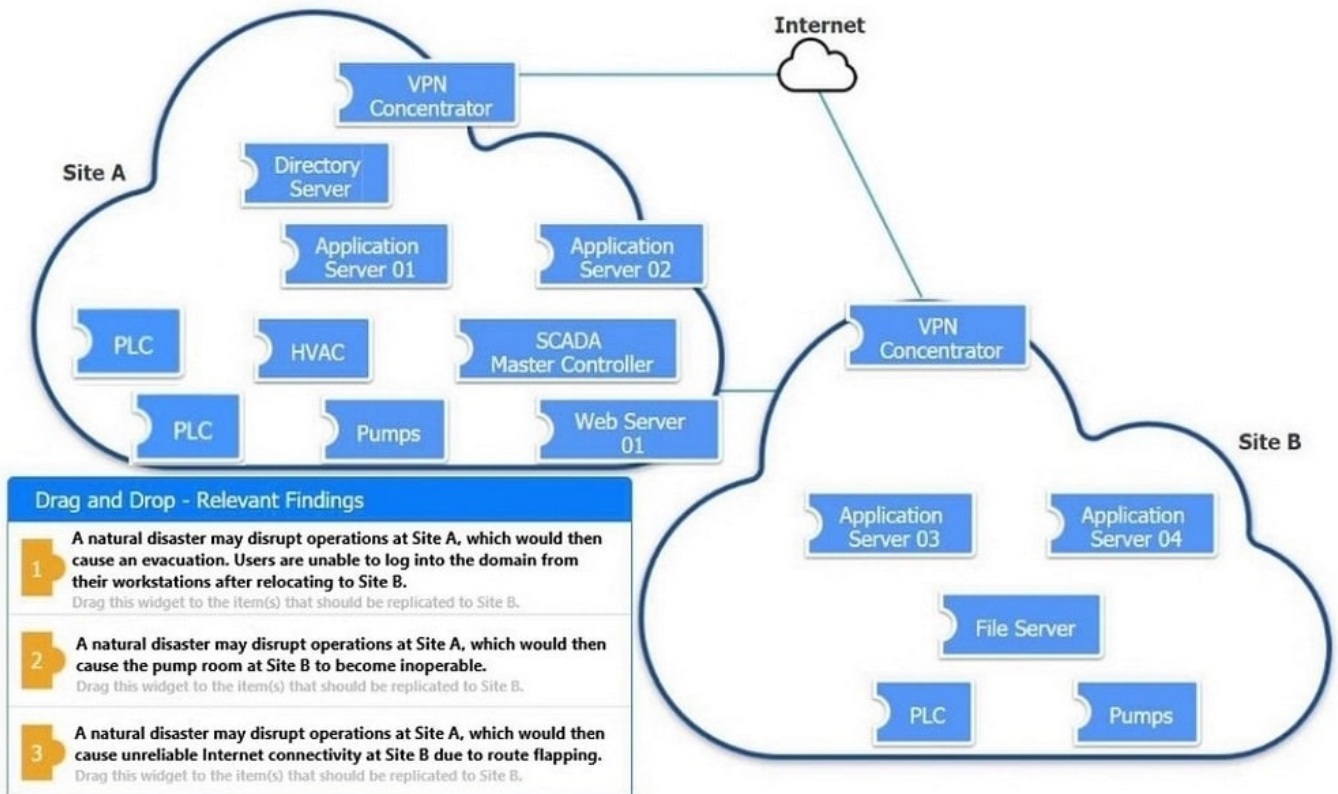 Internet
VPN
Concentrator
Site A
Directory
Server
Application
Server 01
Application
Server 02
PLC
HVAC
SCADA
Master Controller
PLC
Pumps
Web Server
01
VPN
Concentrator
Site B
Application
Server 03
Application
Server 04
File Server
PLC
Pumps
Drag and Drop - Relevant Findings
1
A natural disaster may disrupt operations at Site A, which would then
cause an evacuation. Users are unable to log into the domain from
their workstations after relocating to Site B.
Drag this widget to the item(s) that should be replicated to Site B.
2
A natural disaster may disrupt operations at Site A, which would then
cause the pump room at Site B to become inoperable.
Drag this widget to the item(s) that should be replicated to Site B.
3
A natural disaster may disrupt operations at Site A, which would then
cause unreliable Internet connectivity at Site B due to route flapping.
Drag this widget to the item(s) that should be replicated to Site B.